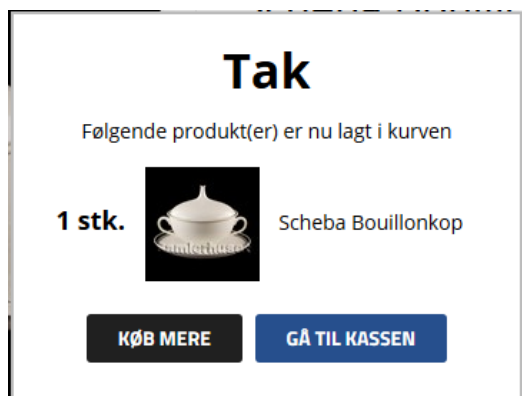 Tak
Følgende produkt(er) er nu lagt i kurven
1 stk.
Scheba Bouillonkop
KØB MERE
GÅ TIL KASSEN